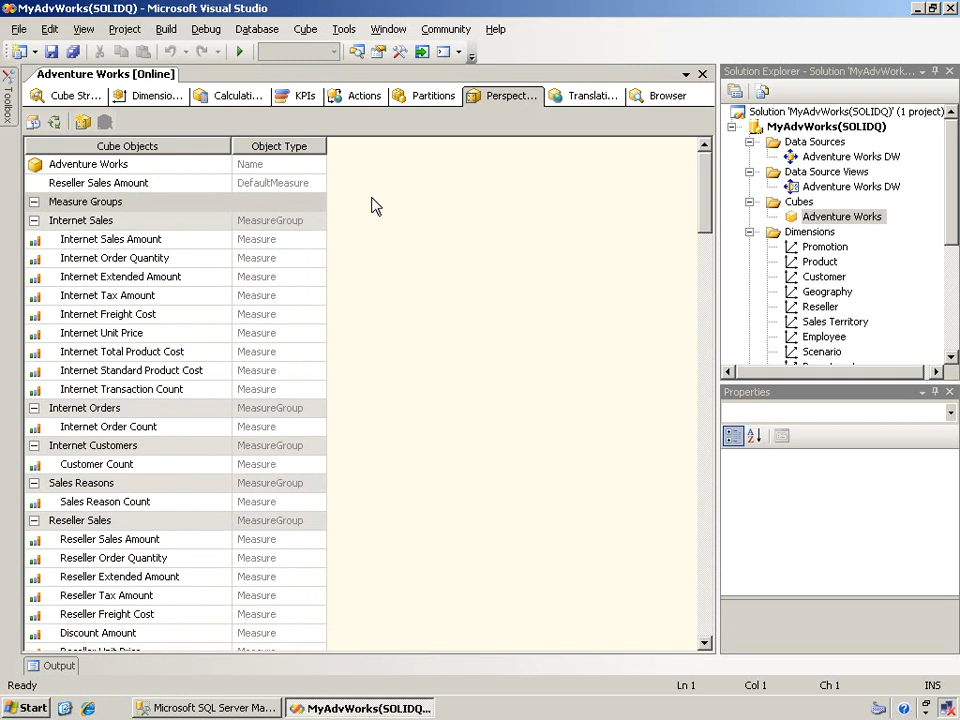 MyAdvWorks(SOLIDQ) - Microsoft Visual Studio
File Edit View Project Build Debug Database Cube Tools Window Community Help
Adventure Works [Online]
Toolbox
Cube Str... Dimensio... Calculati... KPIs Actions Partitions Perspect... Translati... Browser
Cube Objects Object Type
Adventure Works Name
Reseller Sales Amount DefaultMeasure
Measure Groups
Internet Sales MeasureGroup
Internet Sales Amount Measure
Internet Order Quantity Measure
Internet Extended Amount Measure
Internet Tax Amount Measure
Internet Freight Cost Measure
Internet Unit Price Measure
Internet Total Product Cost Measure
Internet Standard Product Cost Measure
Internet Transaction Count Measure
Internet Orders MeasureGroup
Internet Order Count Measure
Internet Customers MeasureGroup
Customer Count Measure
Sales Reasons MeasureGroup
Sales Reason Count Measure
Reseller Sales MeasureGroup
Reseller Sales Amount Measure
Reseller Order Quantity Measure
Reseller Extended Amount Measure
Reseller Tax Amount Measure
Reseller Freight Cost Measure
Discount Amount Measure
Reseller Unit Price Measure
Solution Explorer - Solution 'MyAdvWork...
Solution 'MyAdvWorks(SOLIDQ)' (1 project)
MyAdvWorks(SOLIDQ)
Data Sources
Adventure Works DW
Data Source Views
Adventure Works DW
Cubes
Adventure Works
Dimensions
Promotion
Product
Customer
Geography
Reseller
Sales Territory
Employee
Scenario
Properties
Output
Ready Ln 1 Col 1 Ch 1 INS
Start Microsoft SQL Server Ma... MyAdvWorks(SOLIDQ...